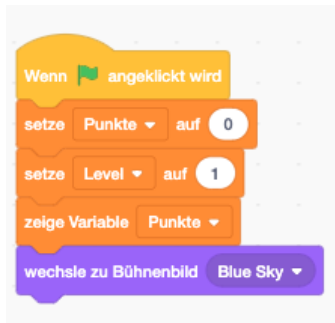 Wenn angeklickt wird
setze Punkte auf 0
setze Level auf 1
zeige Variable Punkte
wechsle zu Bühnenbild Blue Sky